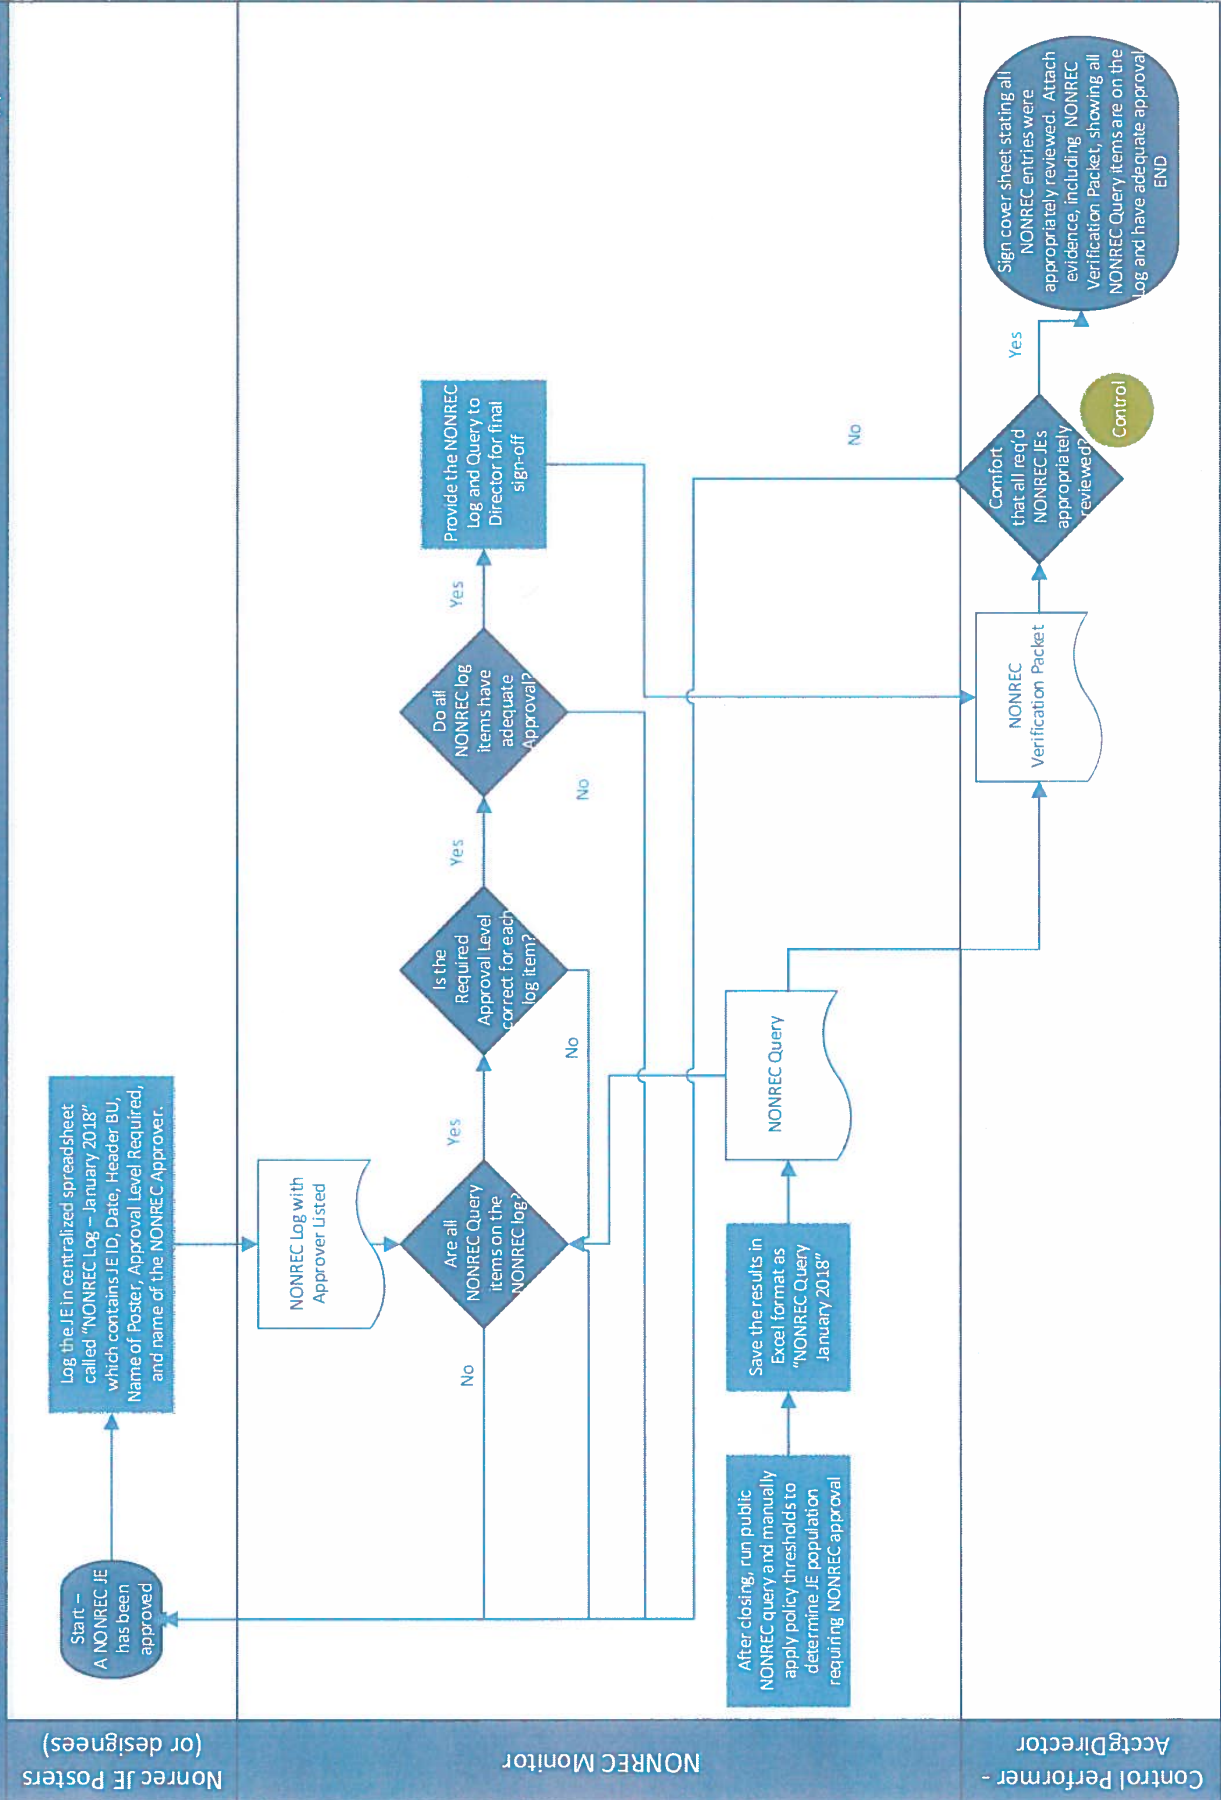 Nonrec JE Posters
(or designees)
Start –
A NONREC JE
has been
approved
Log the JE in centralized spreadsheet
called "NONREC Log – January 2018"
which contains JE ID, Date, Header BU,
Name of Poster, Approval Level Required,
and name of the NONREC Approver.
NONREC Monitor
NONREC Log with
Approver Listed
Are all
NONREC Query
items on the
NONREC log?
No
Yes
Is the
Required
Approval Level
correct for each
log item?
No
Yes
Do all
NONREC log
items have
adequate
Approval?
No
Yes
Provide the NONREC
Log and Query to
Director for final
sign-off
After closing, run public
NONREC query and manually
apply policy thresholds to
determine JE population
requiring NONREC approval
Save the results in
Excel format as
"NONREC Query
January 2018"
NONREC Query
Control Performer -
AcctgDirector
NONREC
Verification Packet
Comfort
that all req'd
NONREC JEs
appropriately
reviewed?
Control
No
Yes
Sign cover sheet stating all
NONREC entries were
appropriately reviewed. Attach
evidence, including NONREC
Verification Packet, showing all
NONREC Query items are on the
Log and have adequate approval
END